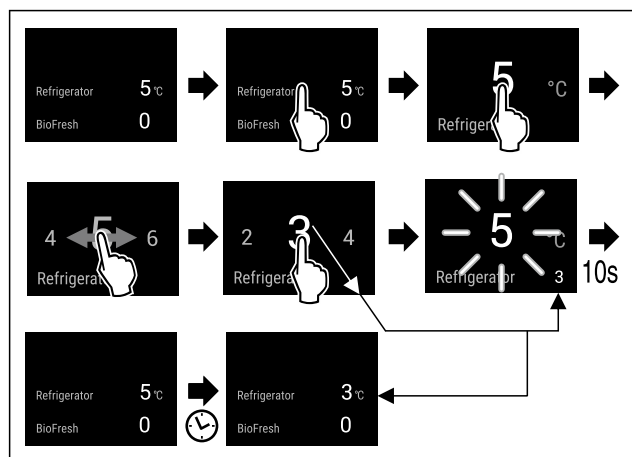 Refrigerator 5 °C
BioFresh 0
Refrigerator 5 °C
BioFresh 0
5 °C
4 5 6
2 3 4
5 °C
Refrigerator 3
10s
Refrigerator 5 °C
BioFresh 0
Refrigerator 3 °C
BioFresh 0